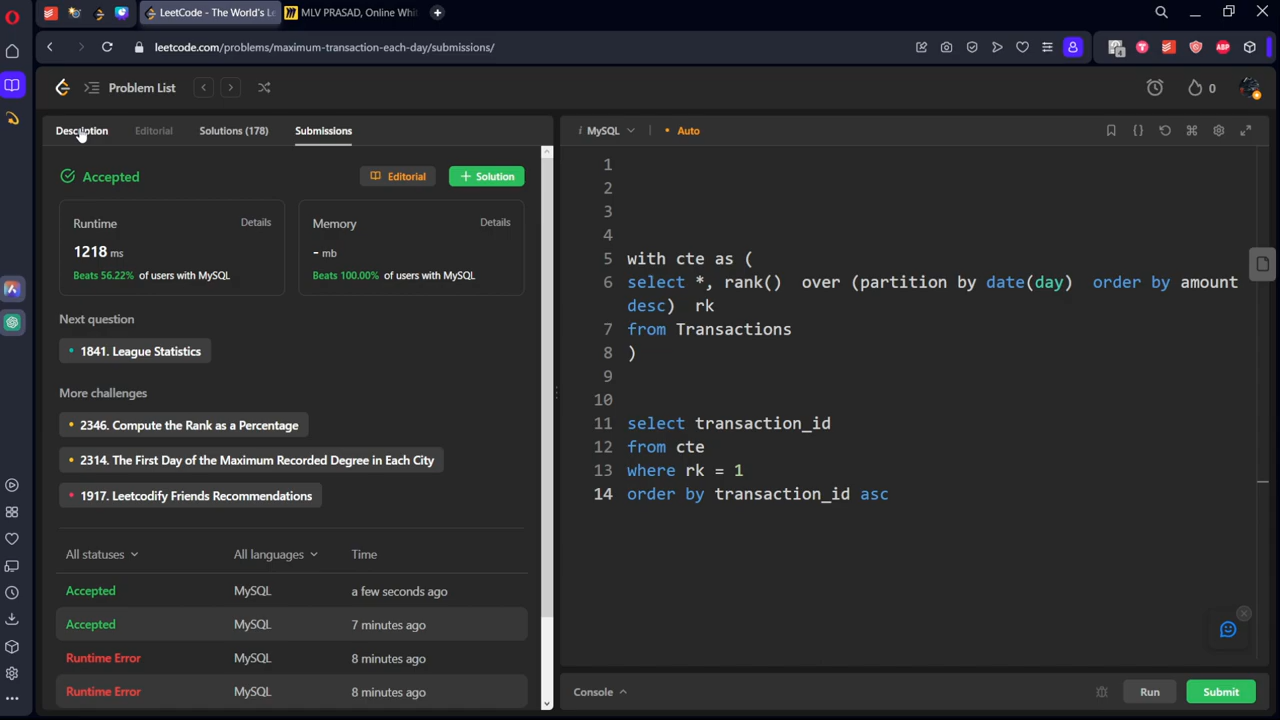 LeetCode - The World's L
MLV PRASAD, Online Whit
leetcode.com/problems/maximum-transaction-each-day/submissions/
ABP
Problem List
0
Description
Editorial
Solutions (178)
Submissions
i MySQL
• Auto
Accepted
Editorial
+ Solution
Runtime
Details
1218 ms
Beats 56.22% of users with MySQL
Memory
Details
- mb
Beats 100.00% of users with MySQL
Next question
1841. League Statistics
More challenges
2346. Compute the Rank as a Percentage
2314. The First Day of the Maximum Recorded Degree in Each City
1917. Leetcodify Friends Recommendations
All statuses
All languages
Time
Accepted MySQL a few seconds ago
Accepted MySQL 7 minutes ago
Runtime Error MySQL 8 minutes ago
Runtime Error MySQL 8 minutes ago
1
2
3
4
5 with cte as (
6 select *, rank()  over (partition by date(day)  order by amount
desc)  rk
7 from Transactions
8 )
9
10
11 select transaction_id
12 from cte
13 where rk = 1
14 order by transaction_id asc
Console
Run
Submit